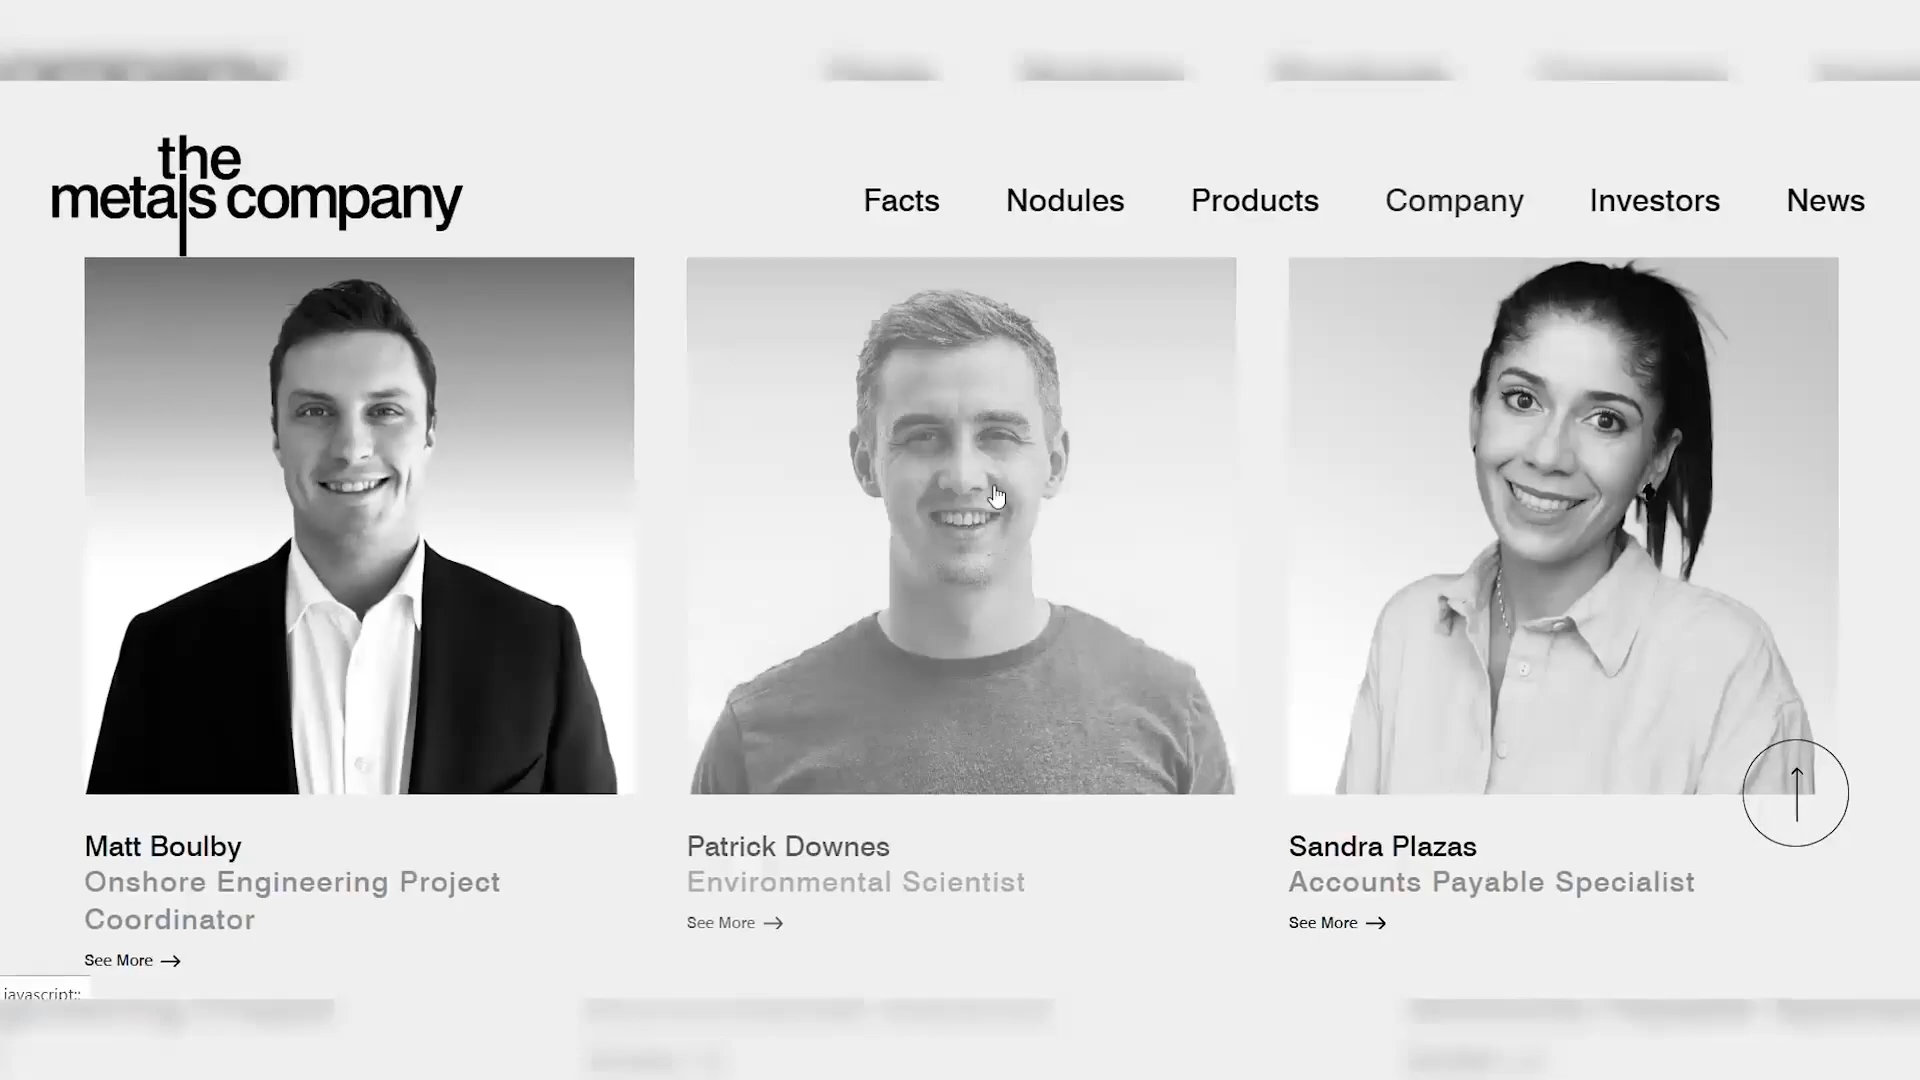 the
metals company
Facts
Nodules
Products
Company
Investors
News
Matt Boulby
Onshore Engineering Project
Coordinator
See More
Patrick Downes
Environmental Scientist
See More
Sandra Plazas
Accounts Payable Specialist
See More
javascript:;